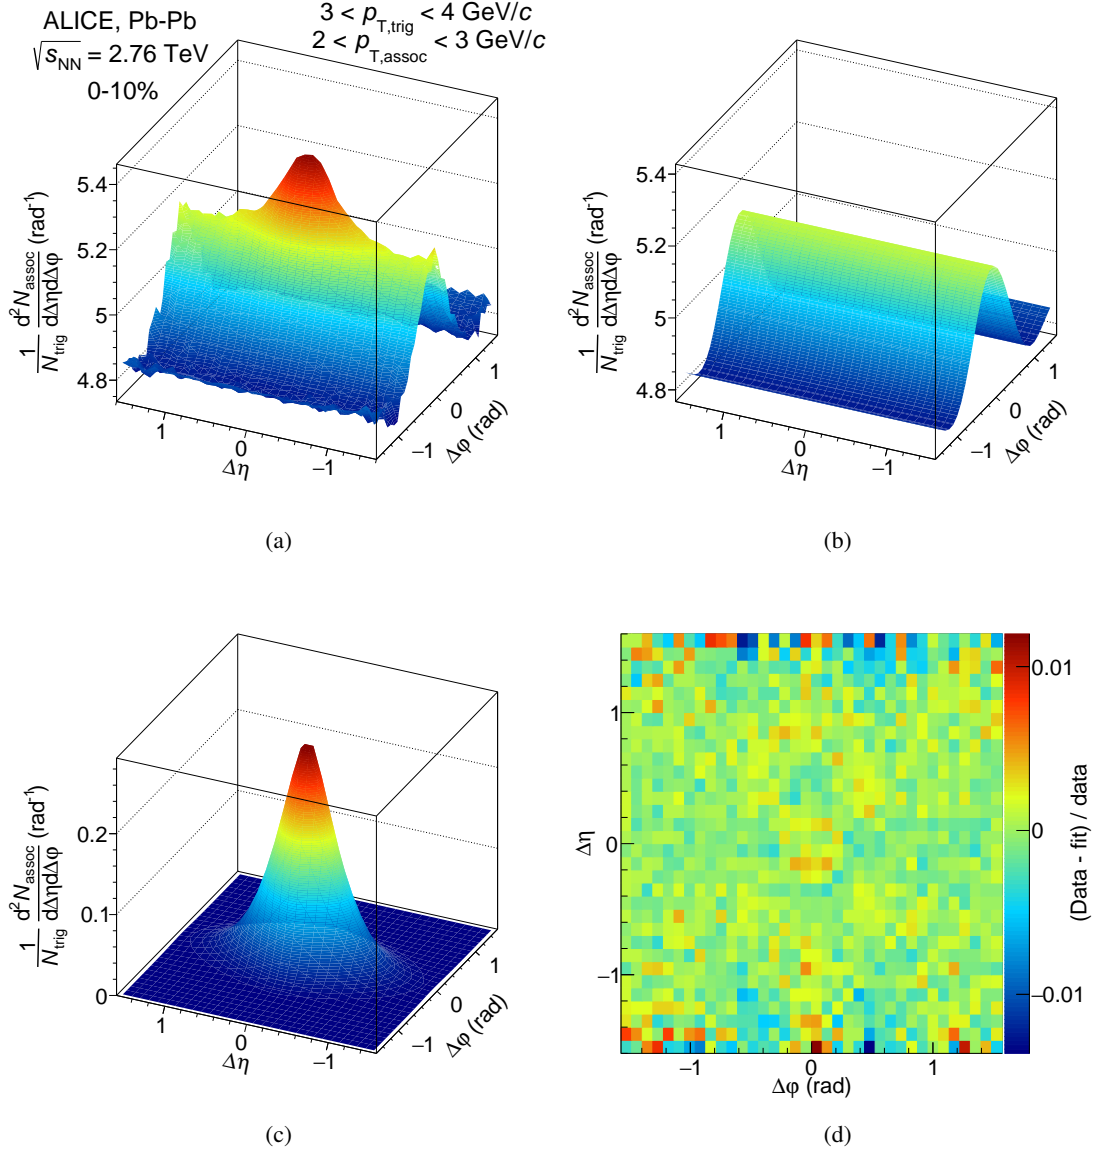 ALICE, Pb-Pb
√sNN = 2.76 TeV
0-10%
3 < pT,trig < 4 GeV/c
2 < pT,assoc < 3 GeV/c
1/Ntrig d²Nassoc/dΔηdΔφ (rad⁻¹)
5.4
5.2
5
4.8
1
0
−1
Δη
−1
0
1
Δφ (rad)
(a)
1/Ntrig d²Nassoc/dΔηdΔφ (rad⁻¹)
5.4
5.2
5
4.8
1
0
−1
Δη
−1
0
1
Δφ (rad)
(b)
1/Ntrig d²Nassoc/dΔηdΔφ (rad⁻¹)
0.2
0.1
0
1
0
−1
Δη
−1
0
1
Δφ (rad)
(c)
Δη
1
0
−1
−1
0
1
Δφ (rad)
0.01
0
−0.01
(Data - fit) / data
(d)